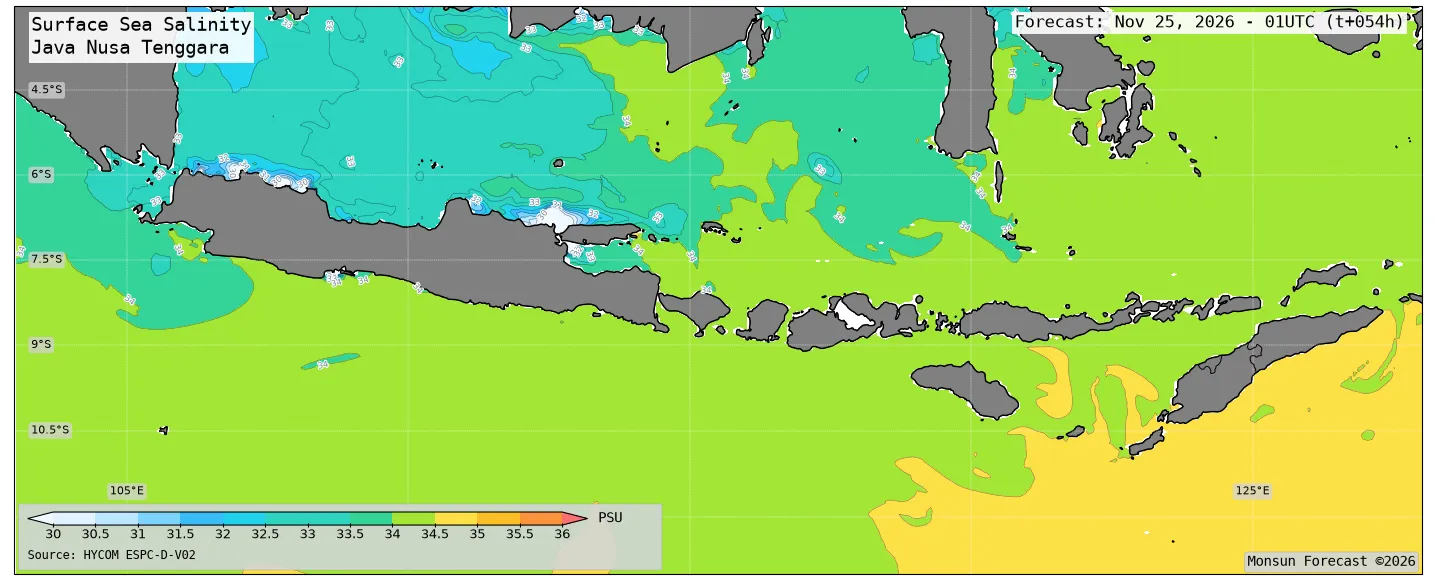 Surface Sea Salinity
Java Nusa Tenggara
Forecast: Nov 25, 2026 - 01UTC (t+054h)
4.5°S
6°S
7.5°S
9°S
10.5°S
105°E
125°E
30 30.5 31 31.5 32 32.5 33 33.5 34 34.5 35 35.5 36
PSU
Source: HYCOM ESPC-D-V02
Monsun Forecast ©2026